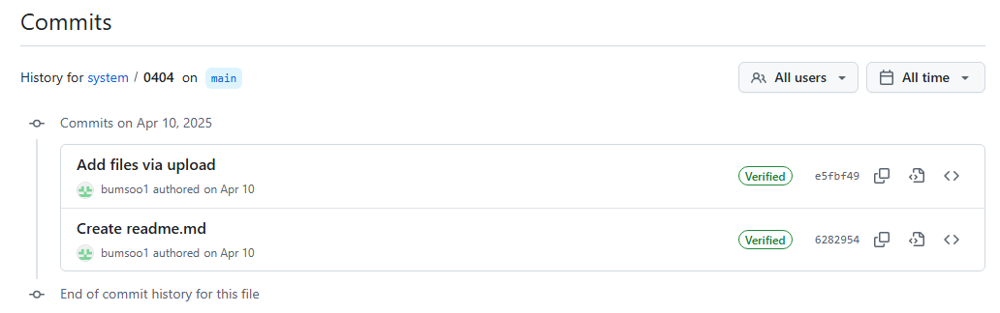 Commits
History for system / 0404 on main
All users
All time
Commits on Apr 10, 2025
Add files via upload
bumsoo1 authored on Apr 10
Verified
e5fbf49
Create readme.md
bumsoo1 authored on Apr 10
Verified
6282954
End of commit history for this file